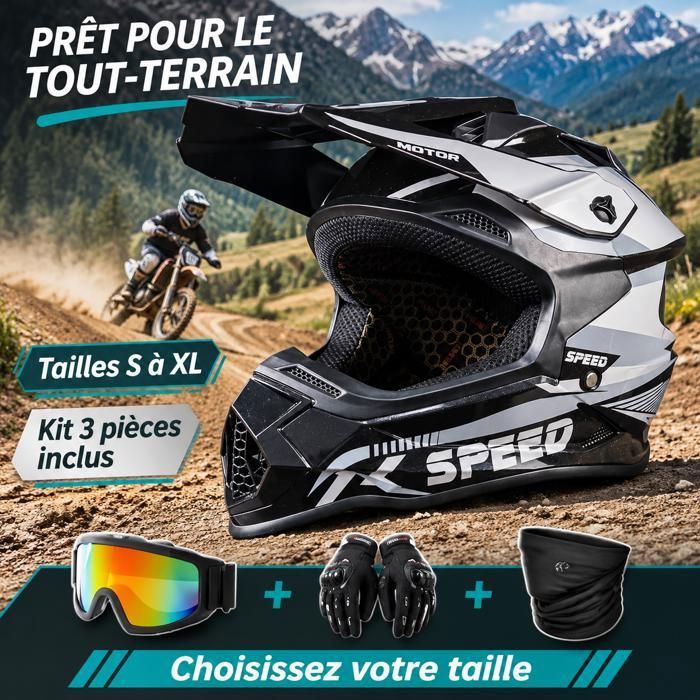 PRÊT POUR LE
TOUT-TERRAIN
MOTOR
Tailles S à XL
SPEED
Kit 3 pièces
inclus
SPEED
Choisissez votre taille